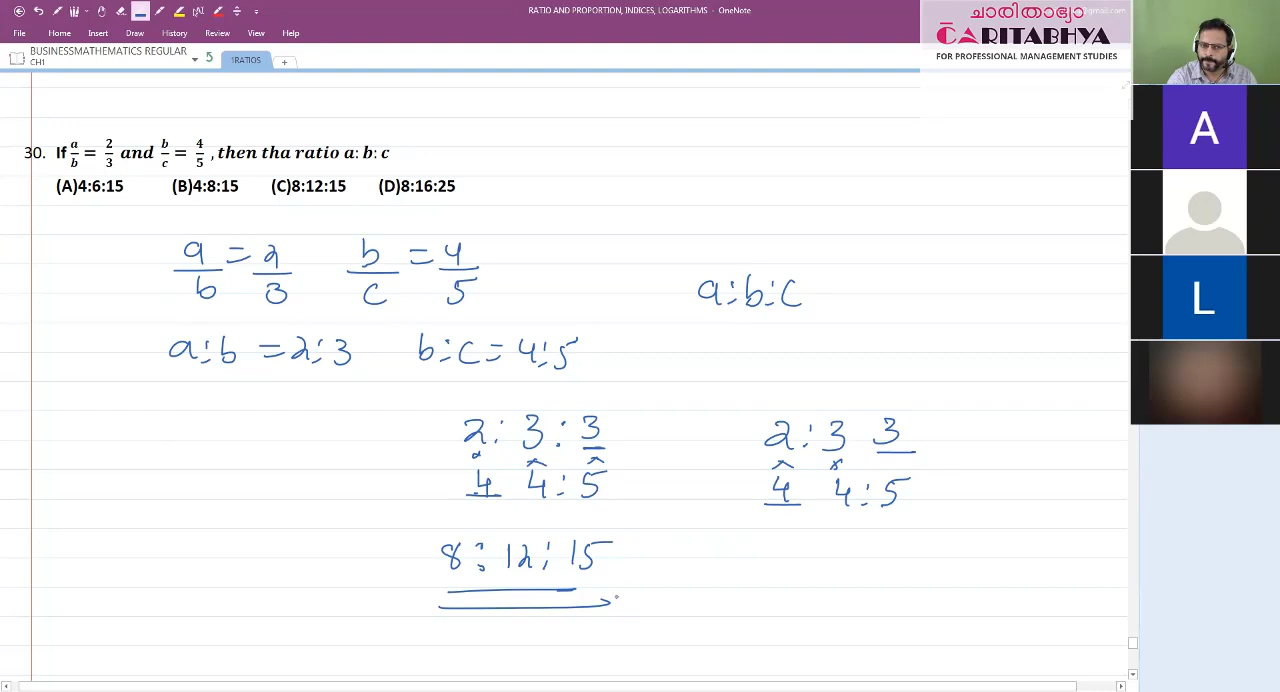 RATIO AND PROPORTION, INDICES, LOGARITHMS - OneNote
File Home Insert Draw History Review View Help
BUSINESSMATHEMATICS REGULAR
CH1
5
1RATIOS
ചാരിതാഭ്യാ
@gmail.com
CARITABHYA
FOR PROFESSIONAL MANAGEMENT STUDIES
30. If a/b = 2/3 and b/c = 4/5 , then tha ratio a: b: c
(A)4:6:15 (B)4:8:15 (C)8:12:15 (D)8:16:25
a/b = 2/3 b/c = 4/5
a:b:c
a:b = 2:3 b:c = 4:5
2:3:3 2:3 3
4 4:5 4 4:5
8:12:15
A
L